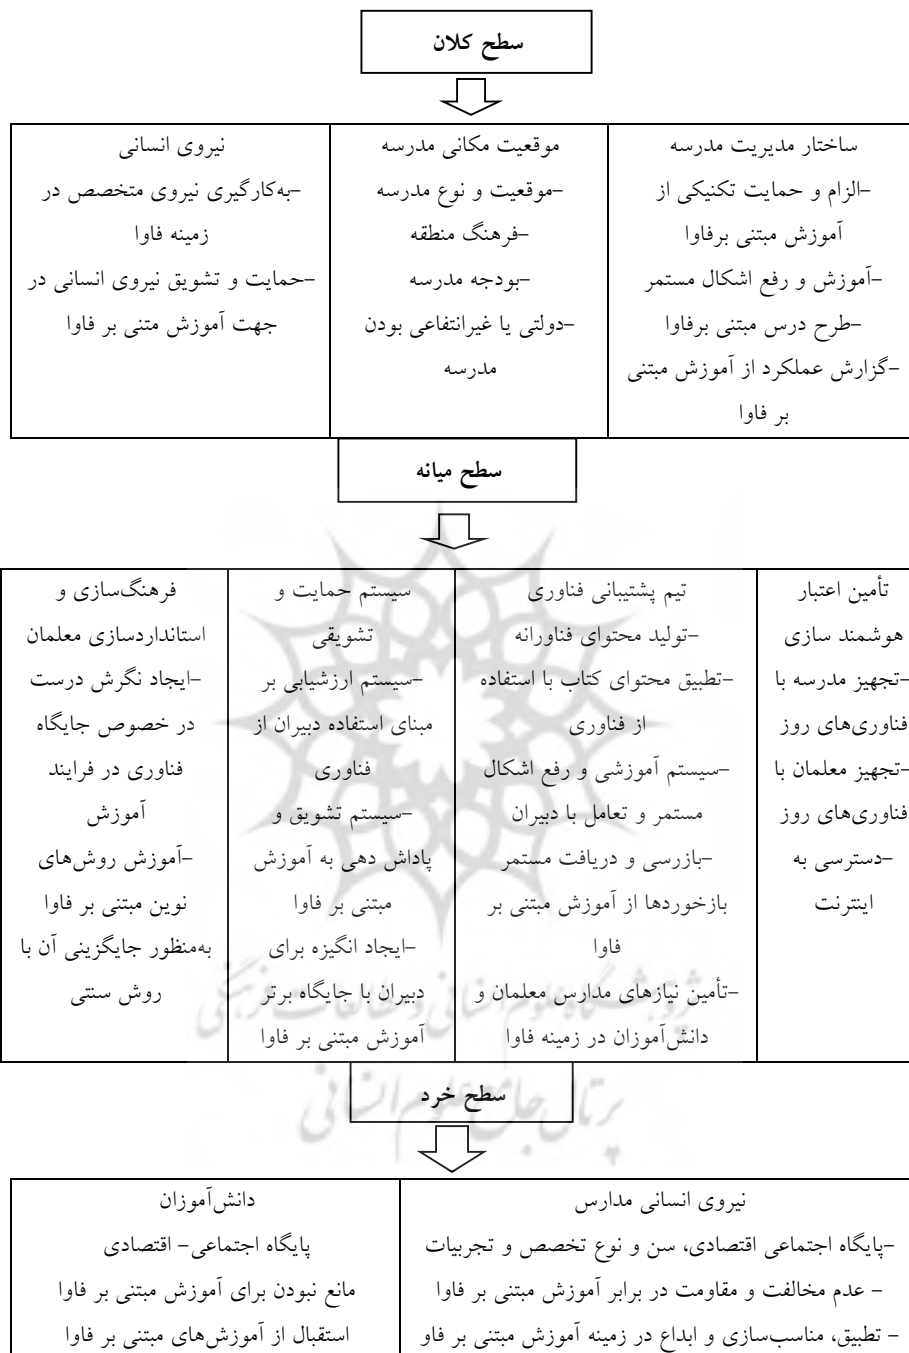 سطح کلان
ساختار مدیریت مدرسه
-الزام و حمایت تکنیکی از
آموزش مبتنی برفاوا
-آموزش و رفع اشکال مستمر
-طرح درس مبتنی برفاوا
-گزارش عملکرد از آموزش مبتنی
بر فاوا
موقعیت مکانی مدرسه
-موقعیت و نوع مدرسه
-فرهنگ منطقه
-بودجه مدرسه
-دولتی یا غیرانتفاعی بودن
مدرسه
نیروی انسانی
-به‌کارگیری نیروی متخصص در
زمینه فاوا
-حمایت و تشویق نیروی انسانی در
جهت آموزش متنی بر فاوا
سطح میانه
تأمین اعتبار
هوشمند سازی
-تجهیز مدرسه با
فناوری‌های روز
-تجهیز معلمان با
فناوری‌های روز
-دسترسی به
اینترنت
تیم پشتیبانی فناوری
-تولید محتوای فناورانه
-تطبیق محتوای کتاب با استفاده
از فناوری
-سیستم آموزشی و رفع اشکال
مستمر و تعامل با دبیران
-بازرسی و دریافت مستمر
بازخوردها از آموزش مبتنی بر
فاوا
-تأمین نیازهای مدارس معلمان و
دانش‌آموزان در زمینه فاوا
سیستم حمایت و
تشویقی
-سیستم ارزشیابی بر
مبنای استفاده دبیران از
فناوری
-سیستم تشویق و
پاداش دهی به آموزش
مبتنی بر فاوا
-ایجاد انگیزه برای
دبیران با جایگاه برتر
آموزش مبتنی بر فاوا
فرهنگ‌سازی و
استانداردسازی معلمان
-ایجاد نگرش درست
در خصوص جایگاه
فناوری در فرایند
آموزش
-آموزش روش‌های
نوین مبتنی بر فاوا
به‌منظور جایگزینی آن با
روش سنتی
پژوهشگاه علوم انسانی و مطالعات فرهنگی
پرتال جامع علوم انسانی
سطح خرد
نیروی انسانی مدارس
-پایگاه اجتماعی اقتصادی، سن و نوع تخصص و تجربیات
- عدم مخالفت و مقاومت در برابر آموزش مبتنی بر فاوا
- تطبیق، مناسب‌سازی و ابداع در زمینه آموزش مبتنی بر فاو
دانش‌آموزان
پایگاه اجتماعی- اقتصادی
مانع نبودن برای آموزش مبتنی بر فاوا
استقبال از آموزش‌های مبتنی بر فاوا